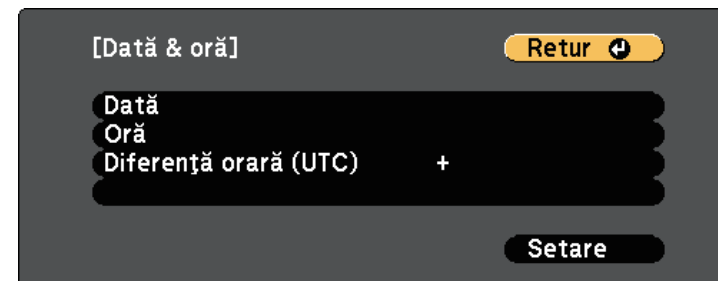 [Dată & oră]
Retur
Dată
Oră
Diferenţă orară (UTC) +
Setare